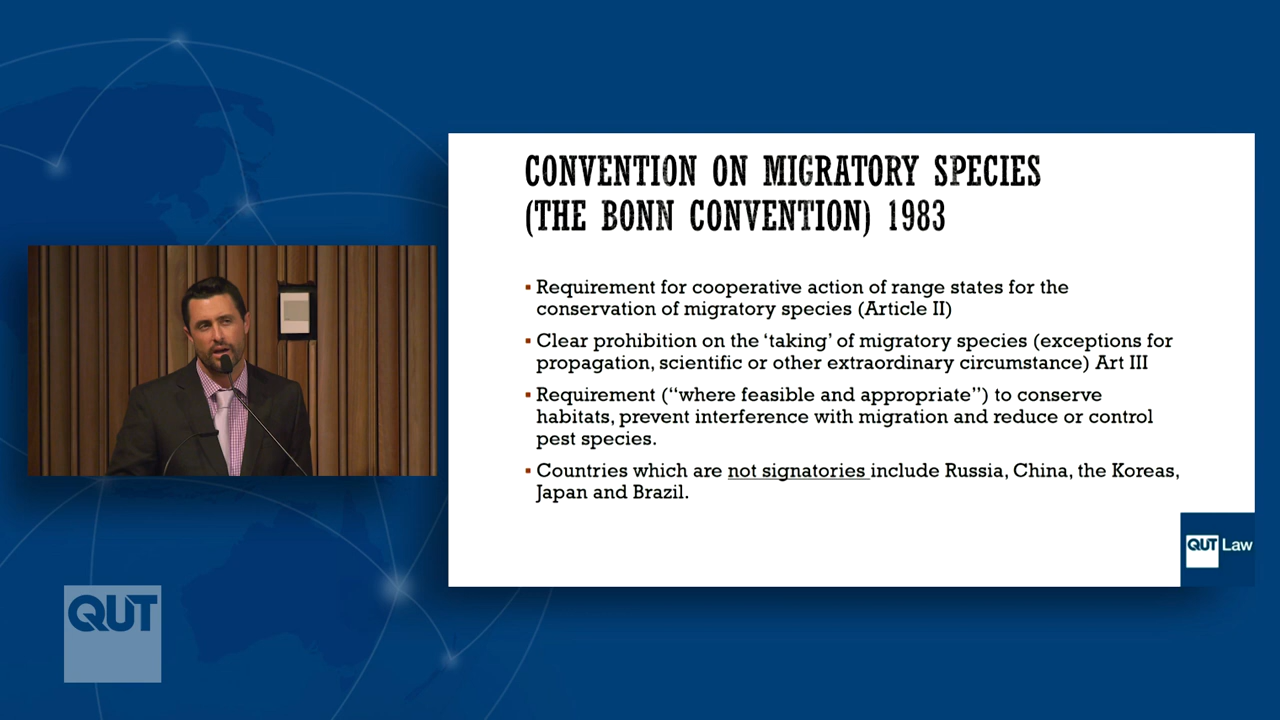 CONVENTION ON MIGRATORY SPECIES
(THE BONN CONVENTION) 1983
▪ Requirement for cooperative action of range states for the
conservation of migratory species (Article II)
▪ Clear prohibition on the ‘taking’ of migratory species (exceptions for
propagation, scientific or other extraordinary circumstance) Art III
▪ Requirement (“where feasible and appropriate”) to conserve
habitats, prevent interference with migration and reduce or control
pest species.
▪ Countries which are not signatories include Russia, China, the Koreas,
Japan and Brazil.
QUT Law
QUT